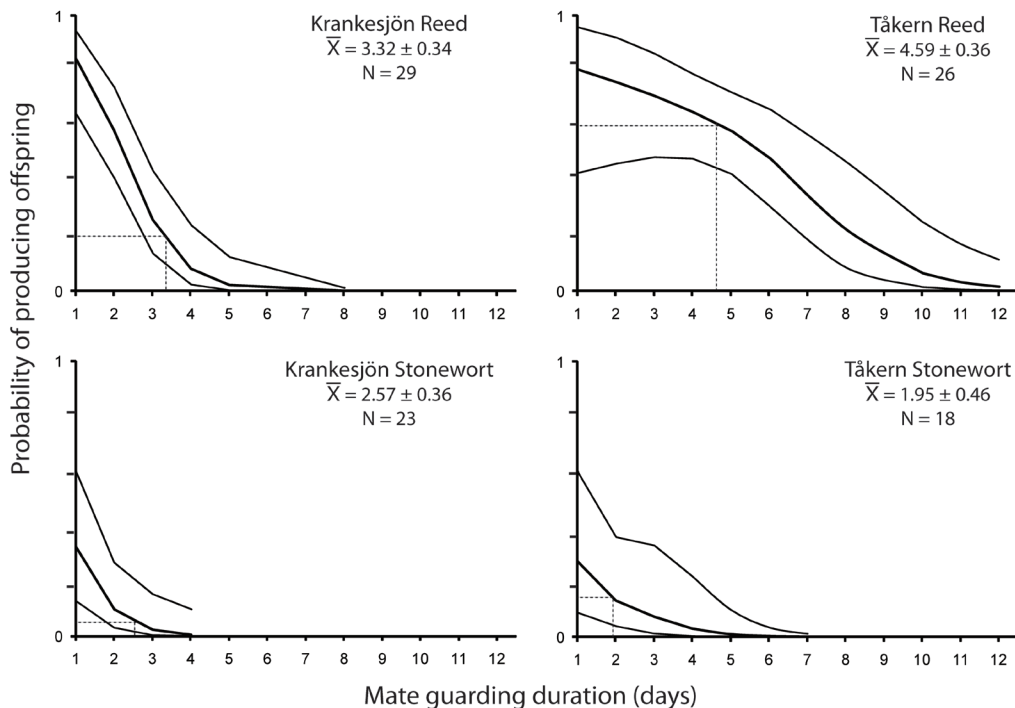 Probability of producing offspring
Krankesjön Reed
X̅ = 3.32 ± 0.34
N = 29
1
0
1 2 3 4 5 6 7 8 9 10 11 12
Tåkern Reed
X̅ = 4.59 ± 0.36
N = 26
1
0
1 2 3 4 5 6 7 8 9 10 11 12
Krankesjön Stonewort
X̅ = 2.57 ± 0.36
N = 23
1
0
1 2 3 4 5 6 7 8 9 10 11 12
Tåkern Stonewort
X̅ = 1.95 ± 0.46
N = 18
1
0
1 2 3 4 5 6 7 8 9 10 11 12
Mate guarding duration (days)